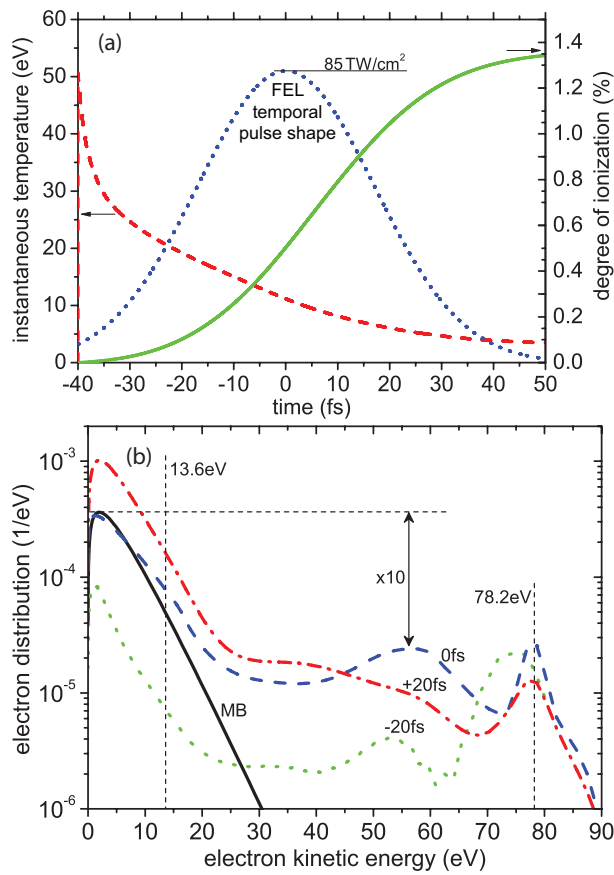 (a)
85 TW/cm²
FEL
temporal
pulse shape
instantaneous temperature (eV)
60
50
40
30
20
10
0
degree of ionization (%)
1.4
1.2
1.0
0.8
0.6
0.4
0.2
0.0
-40 -30 -20 -10 0 10 20 30 40 50
time (fs)
(b)
13.6eV
x10
78.2eV
0fs
+20fs
-20fs
MB
electron distribution (1/eV)
10⁻³
10⁻⁴
10⁻⁵
10⁻⁶
0 10 20 30 40 50 60 70 80 90
electron kinetic energy (eV)